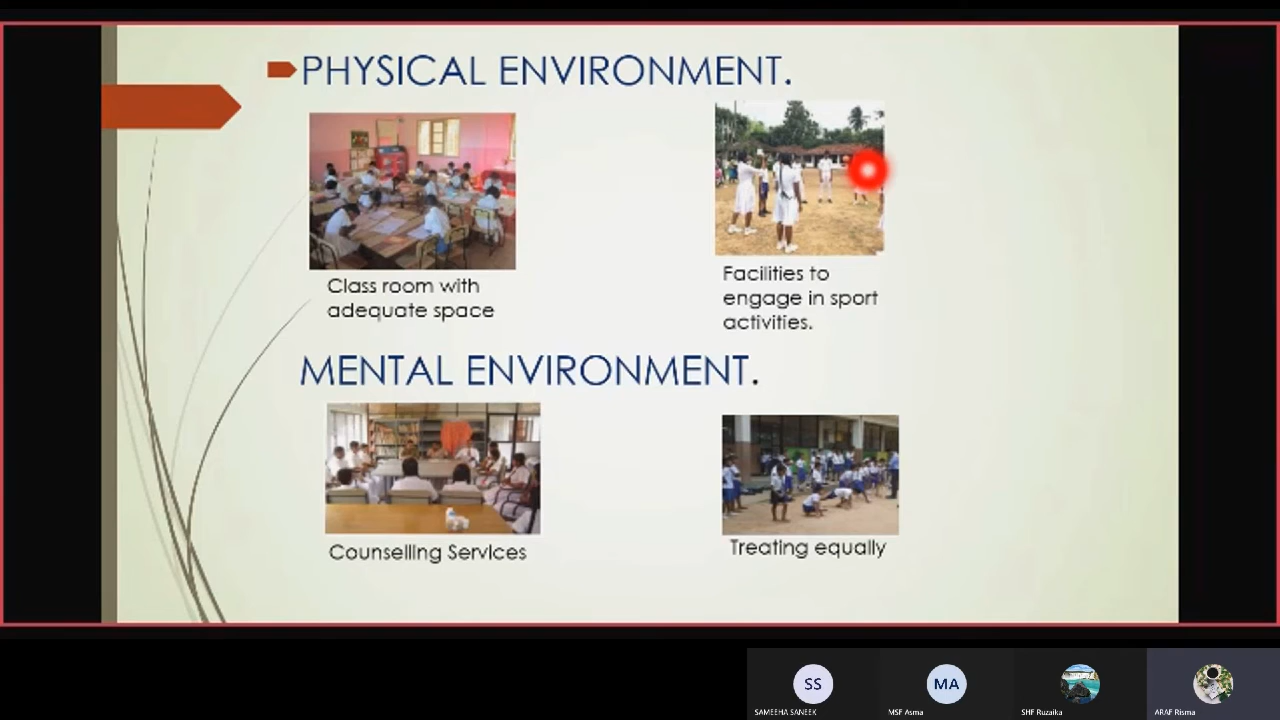 PHYSICAL ENVIRONMENT.
Class room with
adequate space
Facilities to
engage in sport
activities.
MENTAL ENVIRONMENT.
Counselling Services
Treating equally
SS
MA
SAMEEHA SANEEK
MSF Asma
SHF Ruzaika
ARAF Risma